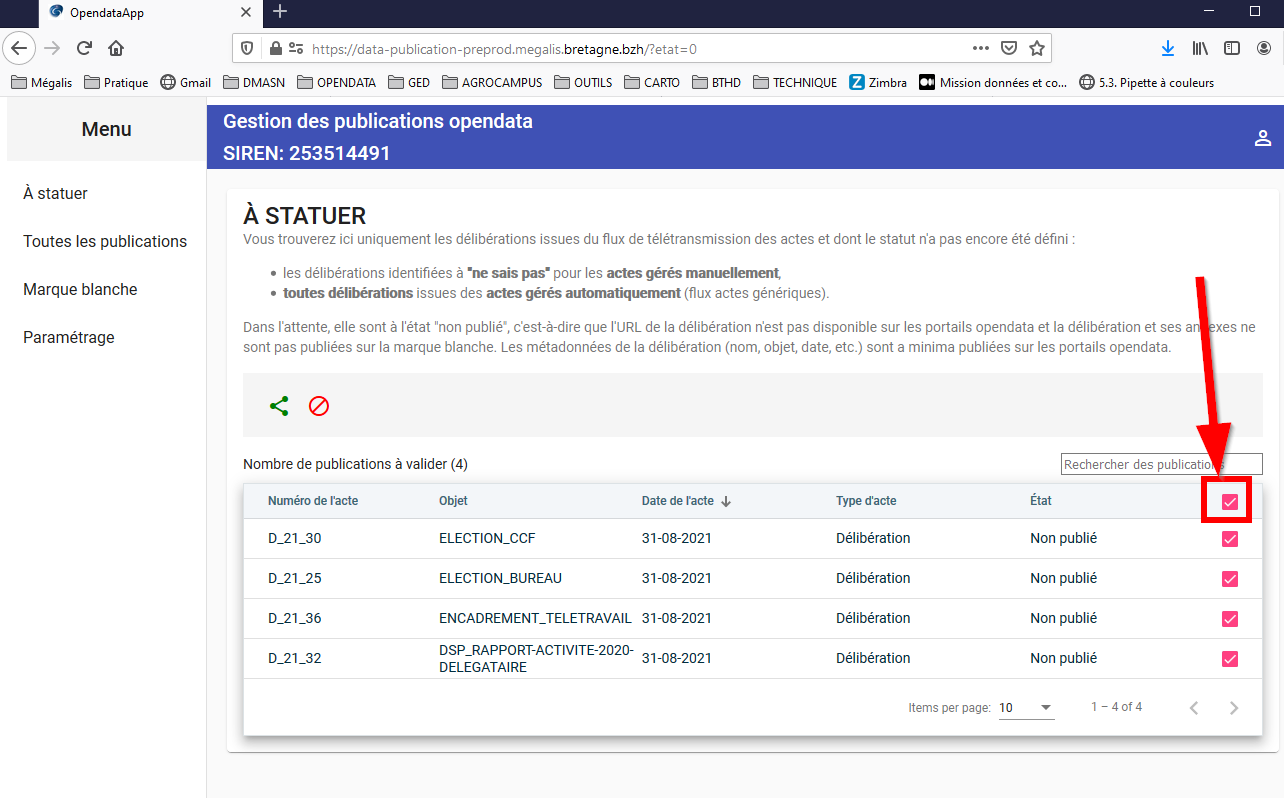 OpendataApp
https://data-publication-preprod.megalis.bretagne.bzh/?etat=0
Mégalis Pratique Gmail DMASN OPENDATA GED AGROCAMPUS OUTILS CARTO BTHD TECHNIQUE Zimbra Mission données et co... 5.3. Pipette à couleurs
Menu
À statuer
Toutes les publications
Marque blanche
Paramétrage
Gestion des publications opendata
SIREN: 253514491
À STATUER
Vous trouverez ici uniquement les délibérations issues du flux de télétransmission des actes et dont le statut n'a pas encore été défini :
• les délibérations identifiées à "ne sais pas" pour les actes gérés manuellement,
• toutes délibérations issues des actes gérés automatiquement (flux actes génériques).
Dans l'attente, elle sont à l'état "non publié", c'est-à-dire que l'URL de la délibération n'est pas disponible sur les portails opendata et la délibération et ses annexes ne
sont pas publiées sur la marque blanche. Les métadonnées de la délibération (nom, objet, date, etc.) sont a minima publiées sur les portails opendata.
Nombre de publications à valider (4)
Rechercher des publications
Numéro de l'acte Objet Date de l'acte Type d'acte État
D_21_30 ELECTION_CCF 31-08-2021 Délibération Non publié
D_21_25 ELECTION_BUREAU 31-08-2021 Délibération Non publié
D_21_36 ENCADREMENT_TELETRAVAIL 31-08-2021 Délibération Non publié
D_21_32 DSP_RAPPORT-ACTIVITE-2020-
DELEGATAIRE 31-08-2021 Délibération Non publié
Items per page: 10 1 – 4 of 4